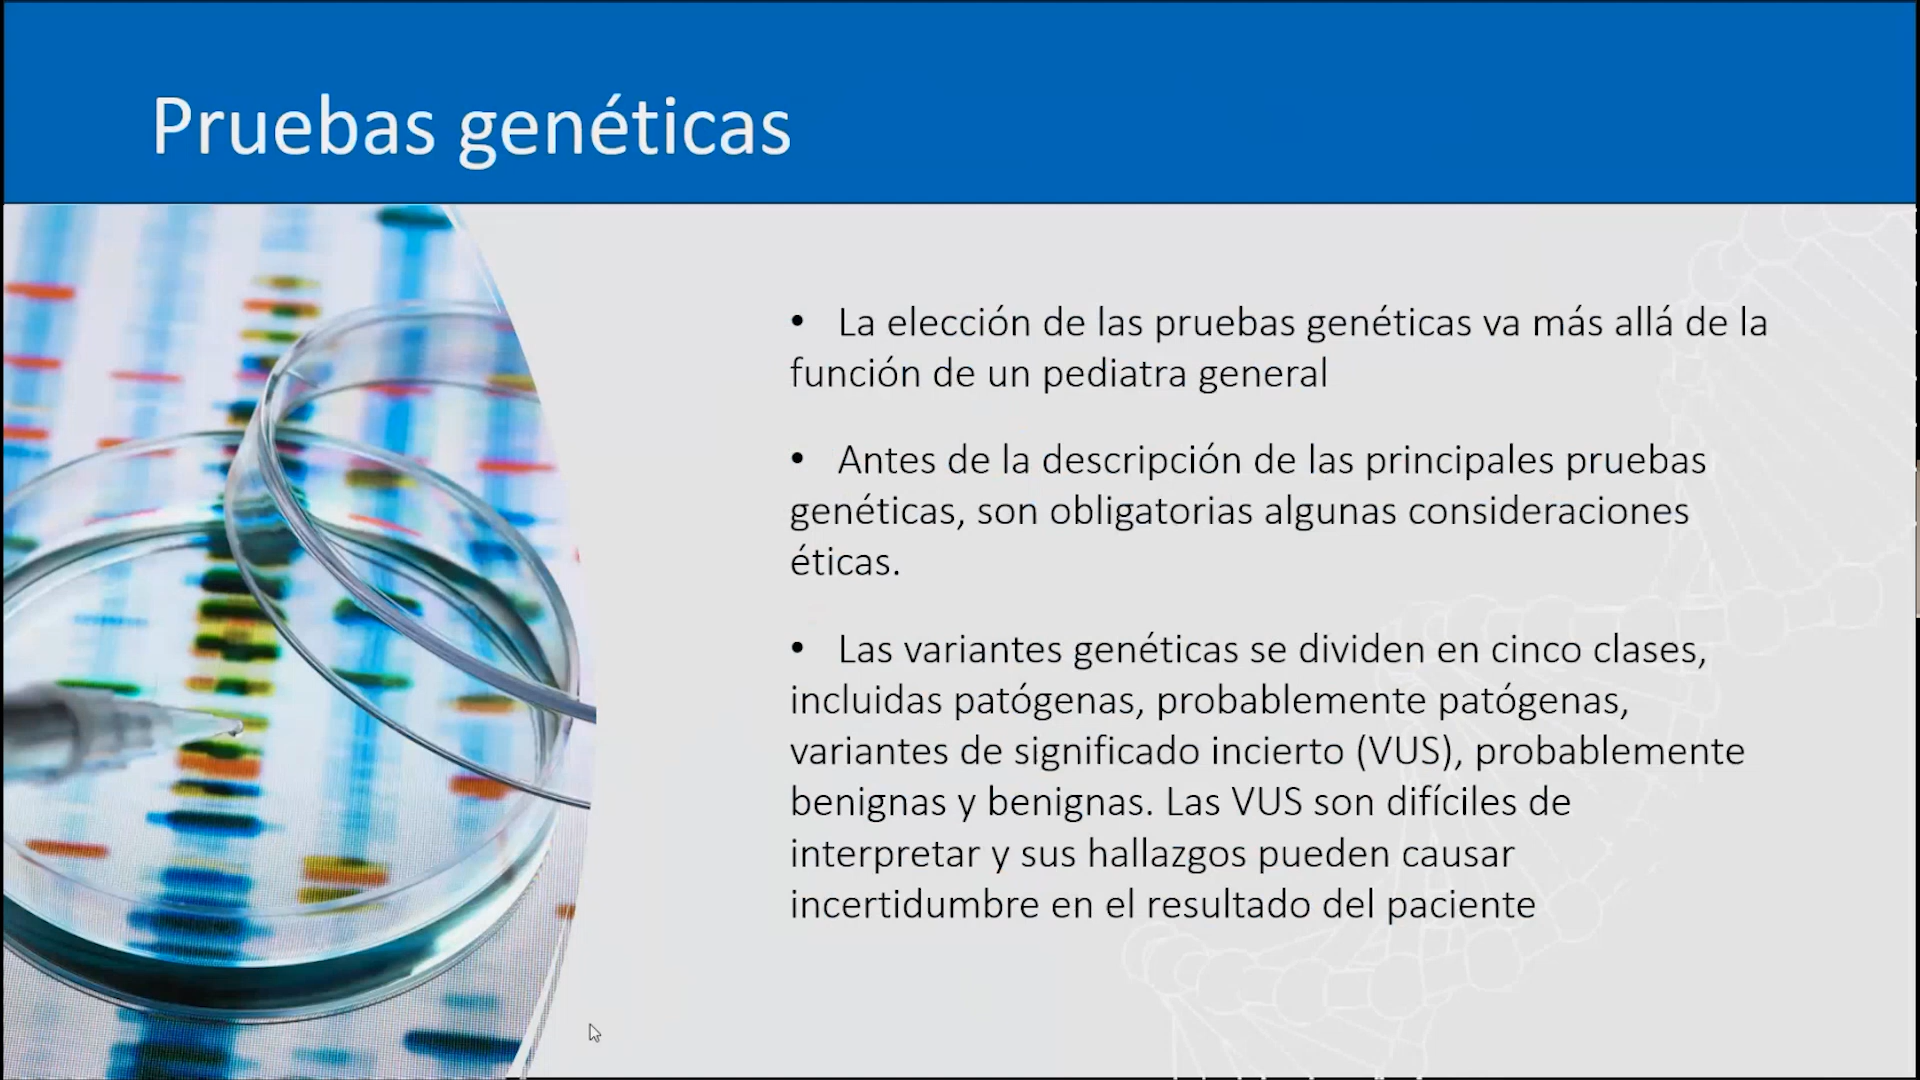 Pruebas genéticas
• La elección de las pruebas genéticas va más allá de la
función de un pediatra general
• Antes de la descripción de las principales pruebas
genéticas, son obligatorias algunas consideraciones
éticas.
• Las variantes genéticas se dividen en cinco clases,
incluidas patógenas, probablemente patógenas,
variantes de significado incierto (VUS), probablemente
benignas y benignas. Las VUS son difíciles de
interpretar y sus hallazgos pueden causar
incertidumbre en el resultado del paciente